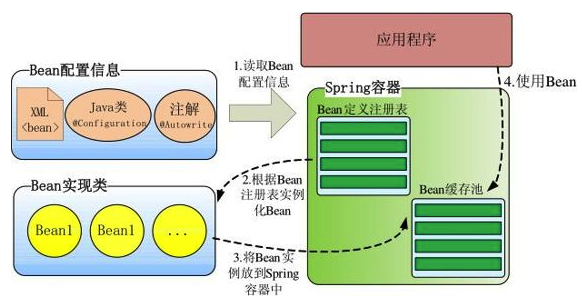 Bean配置信息
XML
<bean>
Java类
@Configuration
注解
@Autowrite
1.读取Bean
配置信息
应用程序
Spring容器
4.使用Bean
Bean定义注册表
2.根据Bean
注册表实例
化Bean
Bean缓存池
Bean实现类
Bean1
Bean1
...
3.将Bean实
例放到Spring
容器中